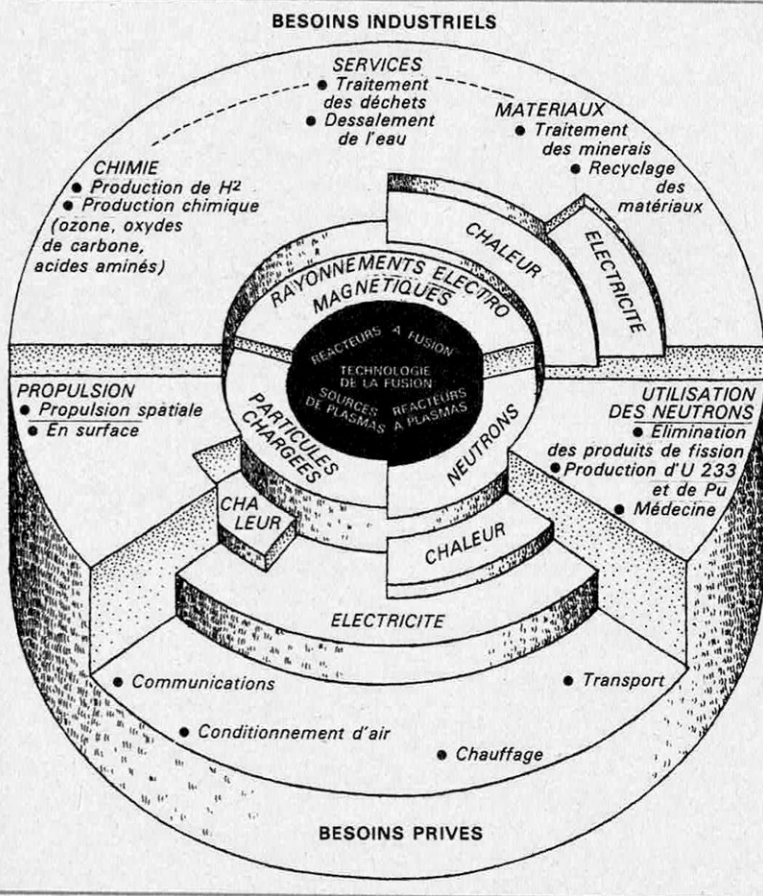 BESOINS INDUSTRIELS
SERVICES
● Traitement
des déchets
● Dessalement
de l'eau
MATERIAUX
● Traitement
des minerais
● Recyclage
des
matériaux
CHIMIE
● Production de H2
● Production chimique
(ozone, oxydes
de carbone,
acides aminés)
CHALEUR
ELECTRICITE
RAYONNEMENTS ELECTRO
MAGNÉTIQUES
REACTEURS A FUSION
TECHNOLOGIE
DE LA FUSION
SOURCES
DE PLASMAS
REACTEURS
A PLASMAS
PROPULSION
● Propulsion spatiale
● En surface
UTILISATION
DES NEUTRONS
● Elimination
des produits de fission
● Production d'U 233
et de Pu
● Médecine
PARTICULES
CHARGEES
NEUTRONS
CHA
LEUR
CHALEUR
ELECTRICITE
● Communications
● Transport
● Conditionnement d'air
● Chauffage
BESOINS PRIVES